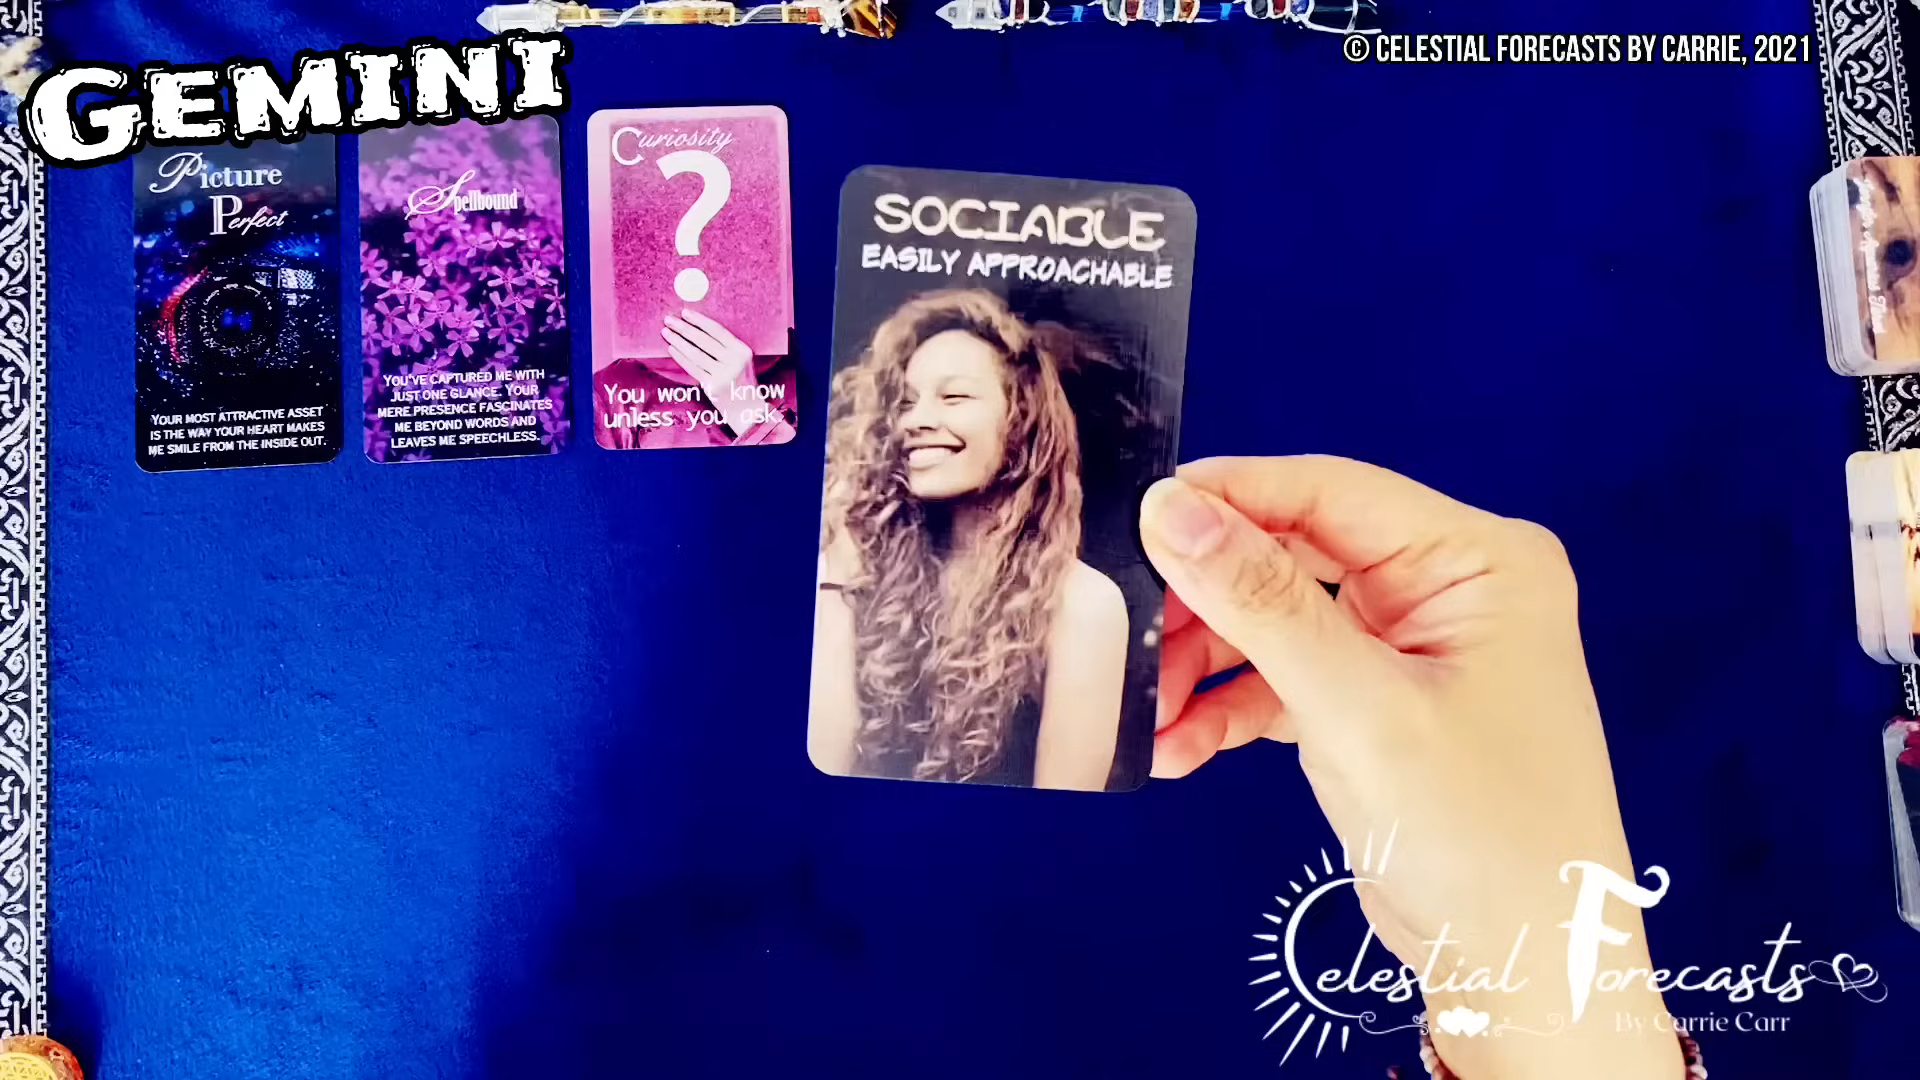 GEMINI
© CELESTIAL FORECASTS BY CARRIE, 2021
Picture
Perfect
YOUR MOST ATTRACTIVE ASSET
IS THE WAY YOUR HEART MAKES
ME SMILE FROM THE INSIDE OUT.
Spellbound
YOU'VE CAPTURED ME WITH
JUST ONE GLANCE. YOUR
MERE PRESENCE FASCINATES
ME BEYOND WORDS AND
LEAVES ME SPEECHLESS.
Curiosity
?
You won't know
unless you ask.
SOCIABLE
EASILY APPROACHABLE
Celestial Forecasts
By Carrie Carr